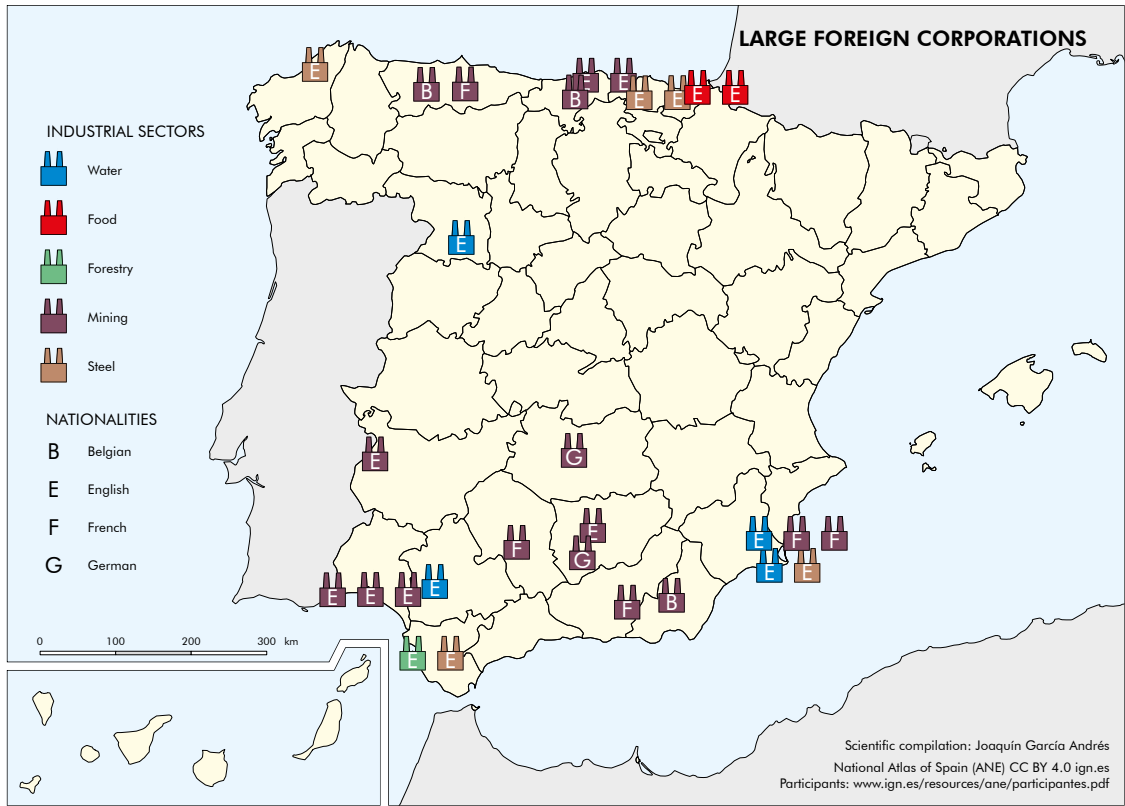 LARGE FOREIGN CORPORATIONS
E
B
F
E
E
B
E
E
E
E
INDUSTRIAL SECTORS
Water
Food
Forestry
Mining
Steel
E
NATIONALITIES
B Belgian
E English
F French
G German
E
G
F
G
E
F
F
E
E
E
E
E
E
F
B
E
E
0 100 200 300 km
Scientific compilation: Joaquín García Andrés
National Atlas of Spain (ANE) CC BY 4.0 ign.es
Participants: www.ign.es/resources/ane/participantes.pdf